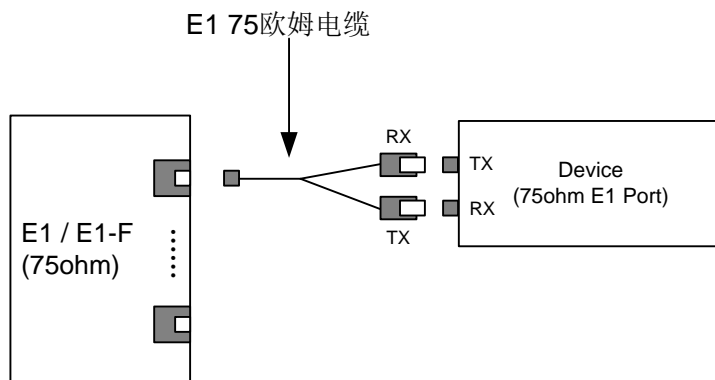 E1 75欧姆电缆
RX
TX
Device
(75ohm E1 Port)
RX
TX
E1 / E1-F
(75ohm)